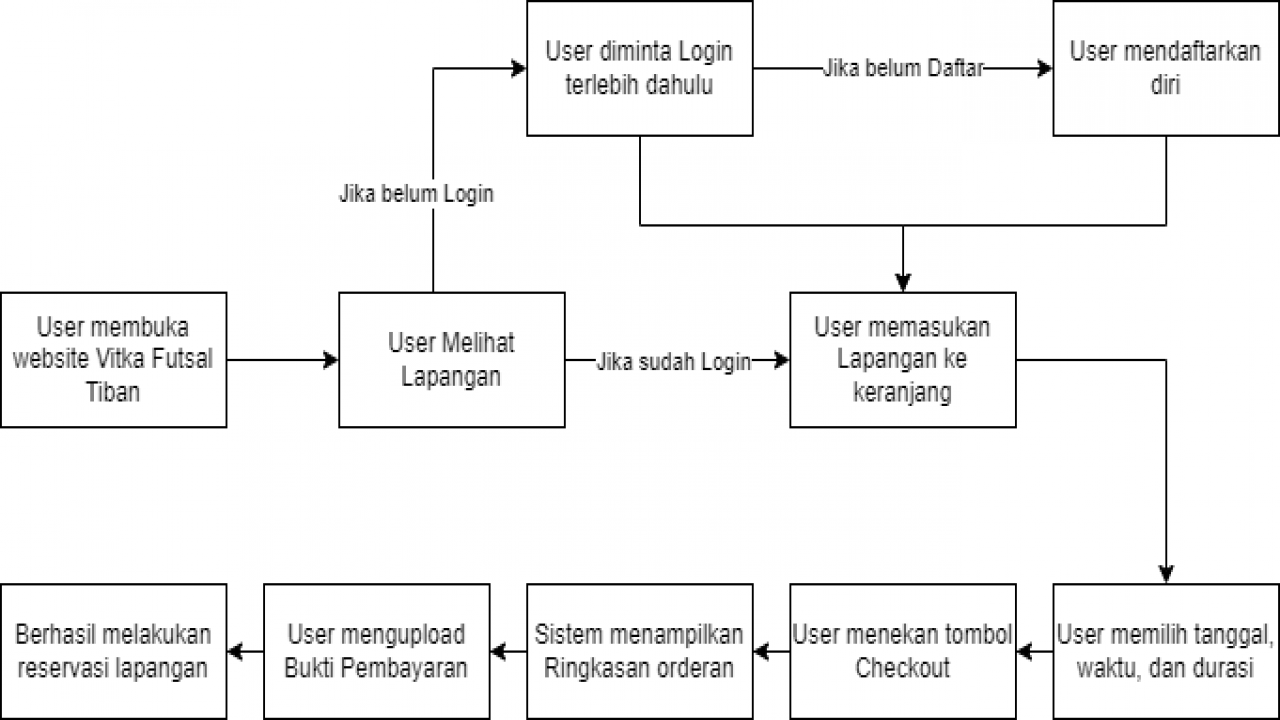 User diminta Login
terlebih dahulu
Jika belum Daftar
User mendaftarkan
diri
Jika belum Login
User membuka
website Vitka Futsal
Tiban
User Melihat
Lapangan
Jika sudah Login
User memasukan
Lapangan ke
keranjang
User memilih tanggal,
waktu, dan durasi
User menekan tombol
Checkout
Sistem menampilkan
Ringkasan orderan
User mengupload
Bukti Pembayaran
Berhasil melakukan
reservasi lapangan